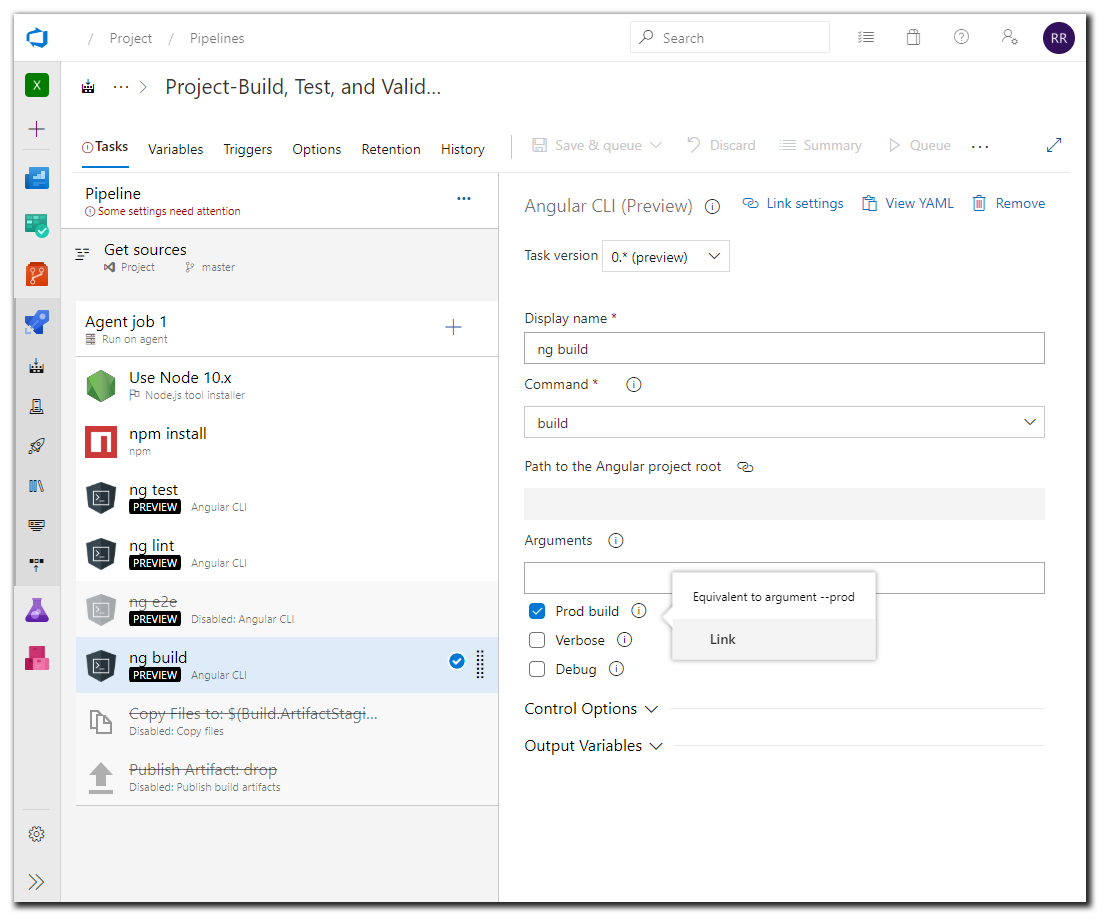 / Project / Pipelines
Search
RR
X
Project-Build, Test, and Valid...
Tasks Variables Triggers Options Retention History
Save & queue Discard Summary Queue ...
Pipeline
Some settings need attention
Get sources
Project master
Agent job 1
Run on agent
Use Node 10.x
Node.js tool installer
npm install
npm
ng test
PREVIEW Angular CLI
ng lint
PREVIEW Angular CLI
ng e2e
PREVIEW Disabled: Angular CLI
ng build
PREVIEW Angular CLI
Copy Files to: $(Build.ArtifactStagi...
Disabled: Copy files
Publish Artifact: drop
Disabled: Publish build artifacts
Angular CLI (Preview) Link settings View YAML Remove
Task version 0.* (preview)
Display name *
ng build
Command *
build
Path to the Angular project root
Arguments
Prod build
Equivalent to argument --prod
Link
Verbose
Debug
Control Options
Output Variables